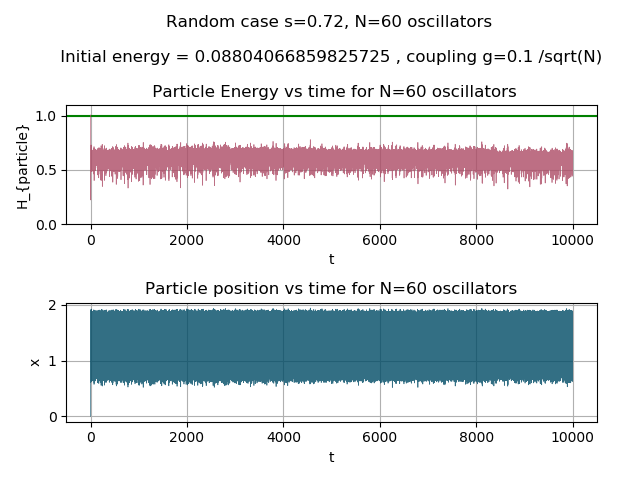 Random case s=0.72, N=60 oscillators
Initial energy = 0.08804066859825725 , coupling g=0.1 /sqrt(N)
Particle Energy vs time for N=60 oscillators
H_{particle}
1.0
0.5
0.0
0 2000 4000 6000 8000 10000
t
Particle position vs time for N=60 oscillators
x
2
1
0
0 2000 4000 6000 8000 10000
t